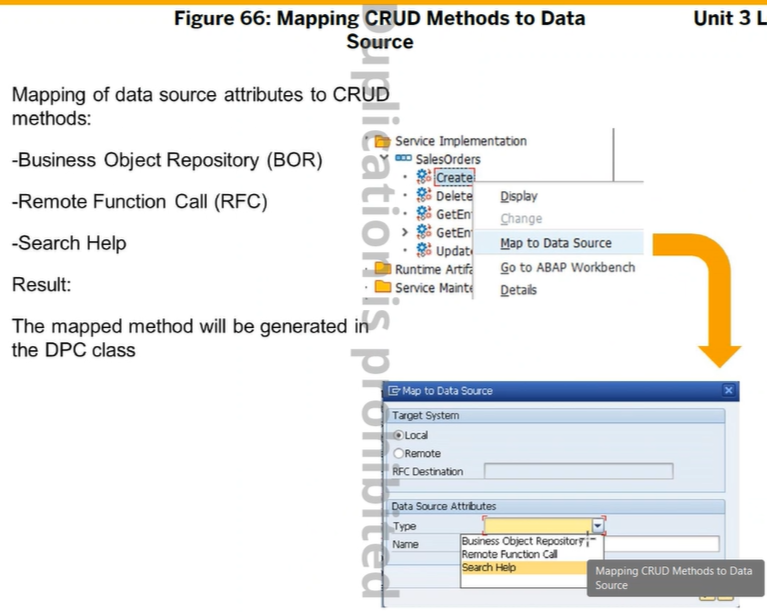 Figure 66: Mapping CRUD Methods to Data
Source
Unit 3 L
Duplication is prohibited
Mapping of data source attributes to CRUD
methods:
-Business Object Repository (BOR)
-Remote Function Call (RFC)
-Search Help
Result:
The mapped method will be generated in
the DPC class
Service Implementation
SalesOrders
Create
Delete
GetEn
GetEn
Update
Runtime Artifa
Service Mainte
Display
Change
Map to Data Source
Go to ABAP Workbench
Details
Map to Data Source
Target System
Local
Remote
RFC Destination
Data Source Attributes
Type
Name
Business Object Repository
Remote Function Call
Search Help
Mapping CRUD Methods to Data
Source